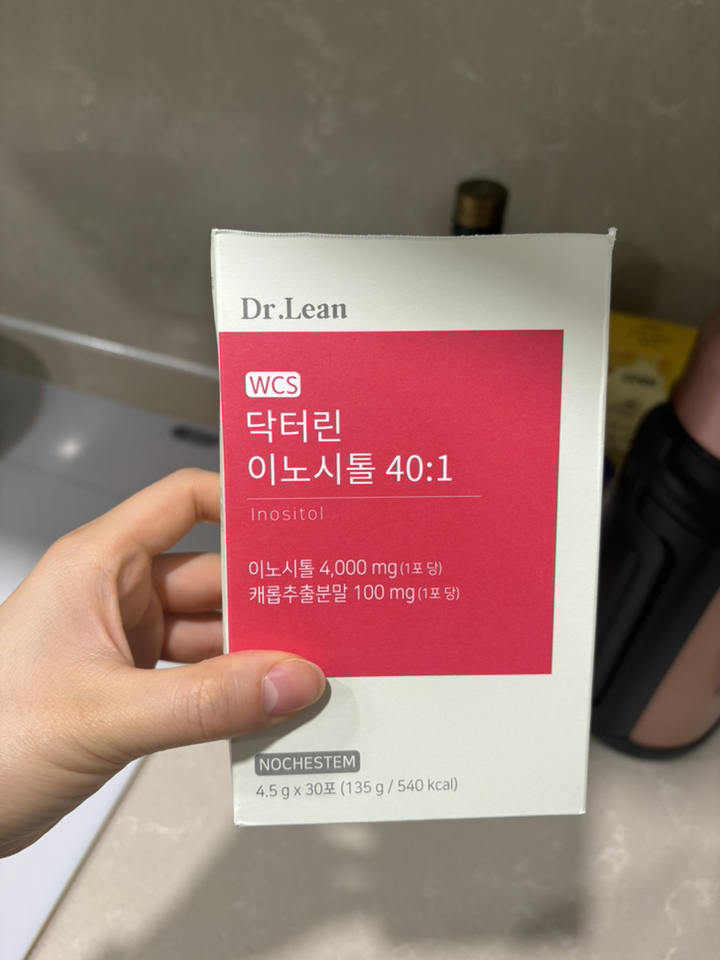 Dr.Lean
WCS
닥터린
이노시톨 40:1
Inositol
이노시톨 4,000 mg(1포 당)
캐롭추출분말 100 mg(1포 당)
NOCHESTEM
4.5 g x 30포 (135 g / 540 kcal)